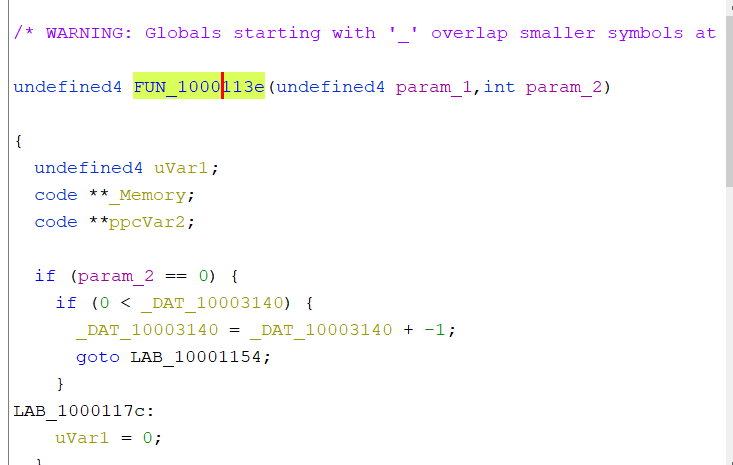 /* WARNING: Globals starting with '_' overlap smaller symbols at
undefined4 FUN_1000113e(undefined4 param_1,int param_2)
{
undefined4 uVar1;
code **_Memory;
code **ppcVar2;
if (param_2 == 0) {
if (0 < _DAT_10003140) {
_DAT_10003140 = _DAT_10003140 + -1;
goto LAB_10001154;
}
LAB_1000117c:
uVar1 = 0;
}